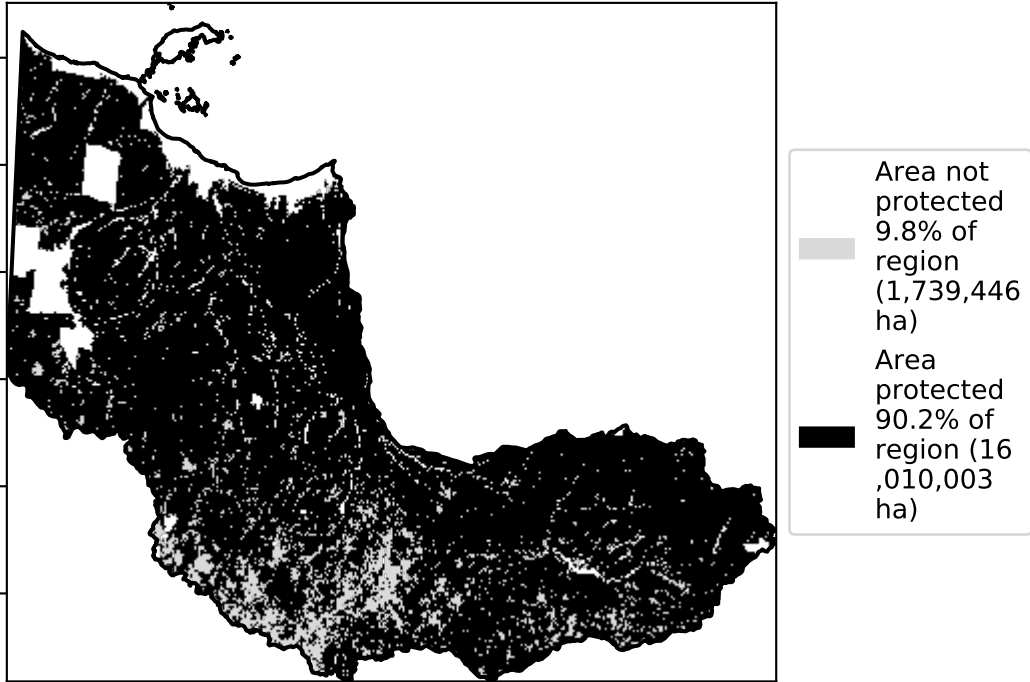 Area not
protected
9.8% of
region
(1,739,446
ha)
Area
protected
90.2% of
region (16
,010,003
ha)